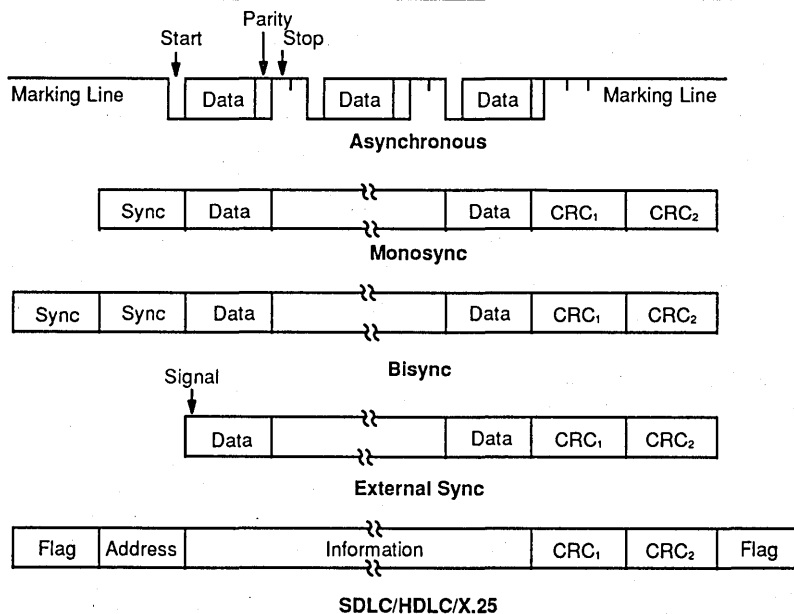 Parity
Start Stop
Marking Line Data Data Data Marking Line
Asynchronous
Sync Data Data CRC₁ CRC₂
Monosync
Sync Sync Data Data CRC₁ CRC₂
Bisync
Signal
Data Data CRC₁ CRC₂
External Sync
Flag Address Information CRC₁ CRC₂ Flag
SDLC/HDLC/X.25